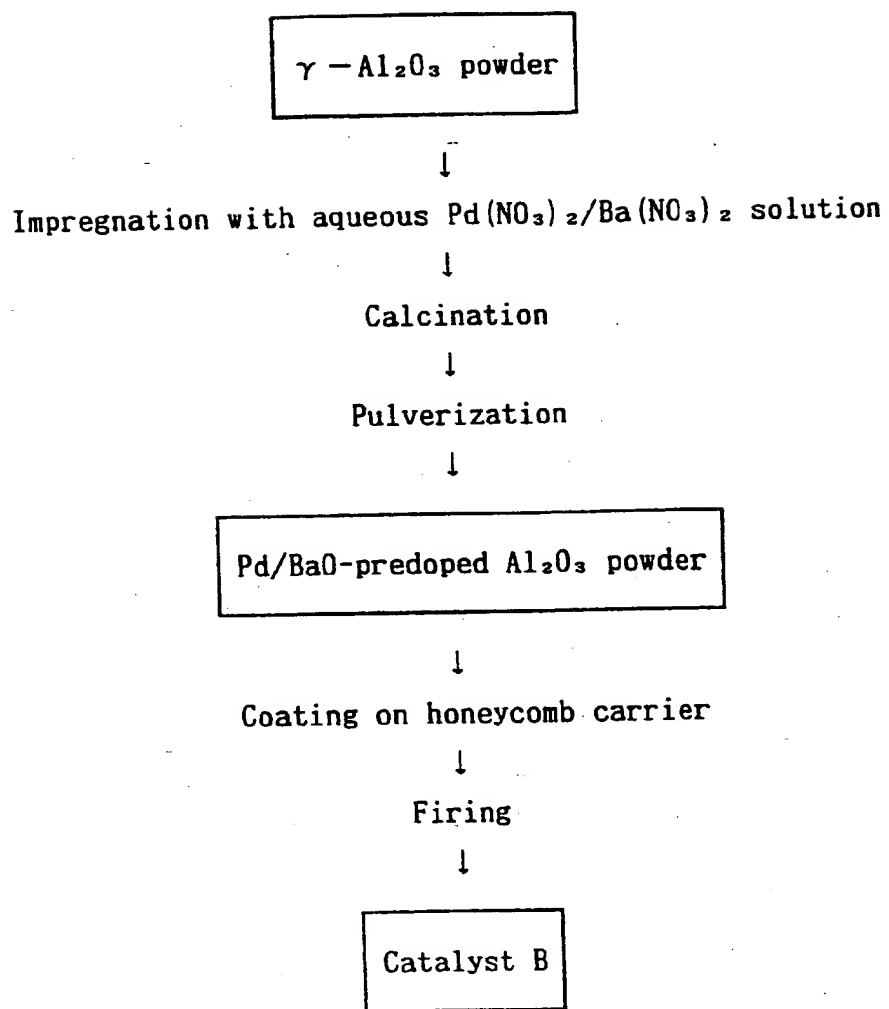 γ-Al₂O₃ powder
↓
Impregnation with aqueous Pd(NO₃)₂/Ba(NO₃)₂ solution
↓
Calcination
↓
Pulverization
↓
Pd/BaO-predoped Al₂O₃ powder
↓
Coating on honeycomb carrier
↓
Firing
↓
Catalyst B